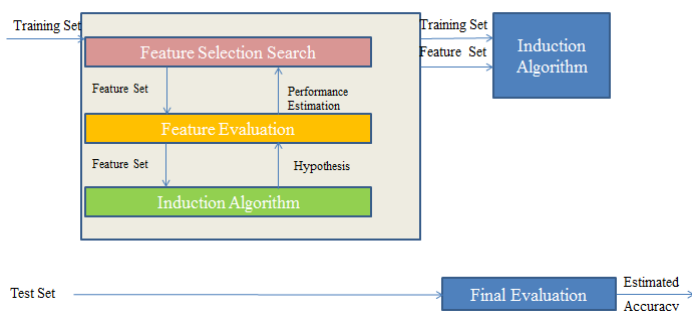 Training Set
Feature Selection Search
Training Set
Feature Set
Induction
Algorithm
Feature Set
Performance
Estimation
Feature Evaluation
Feature Set
Hypothesis
Induction Algorithm
Test Set
Final Evaluation
Estimated
Accuracy